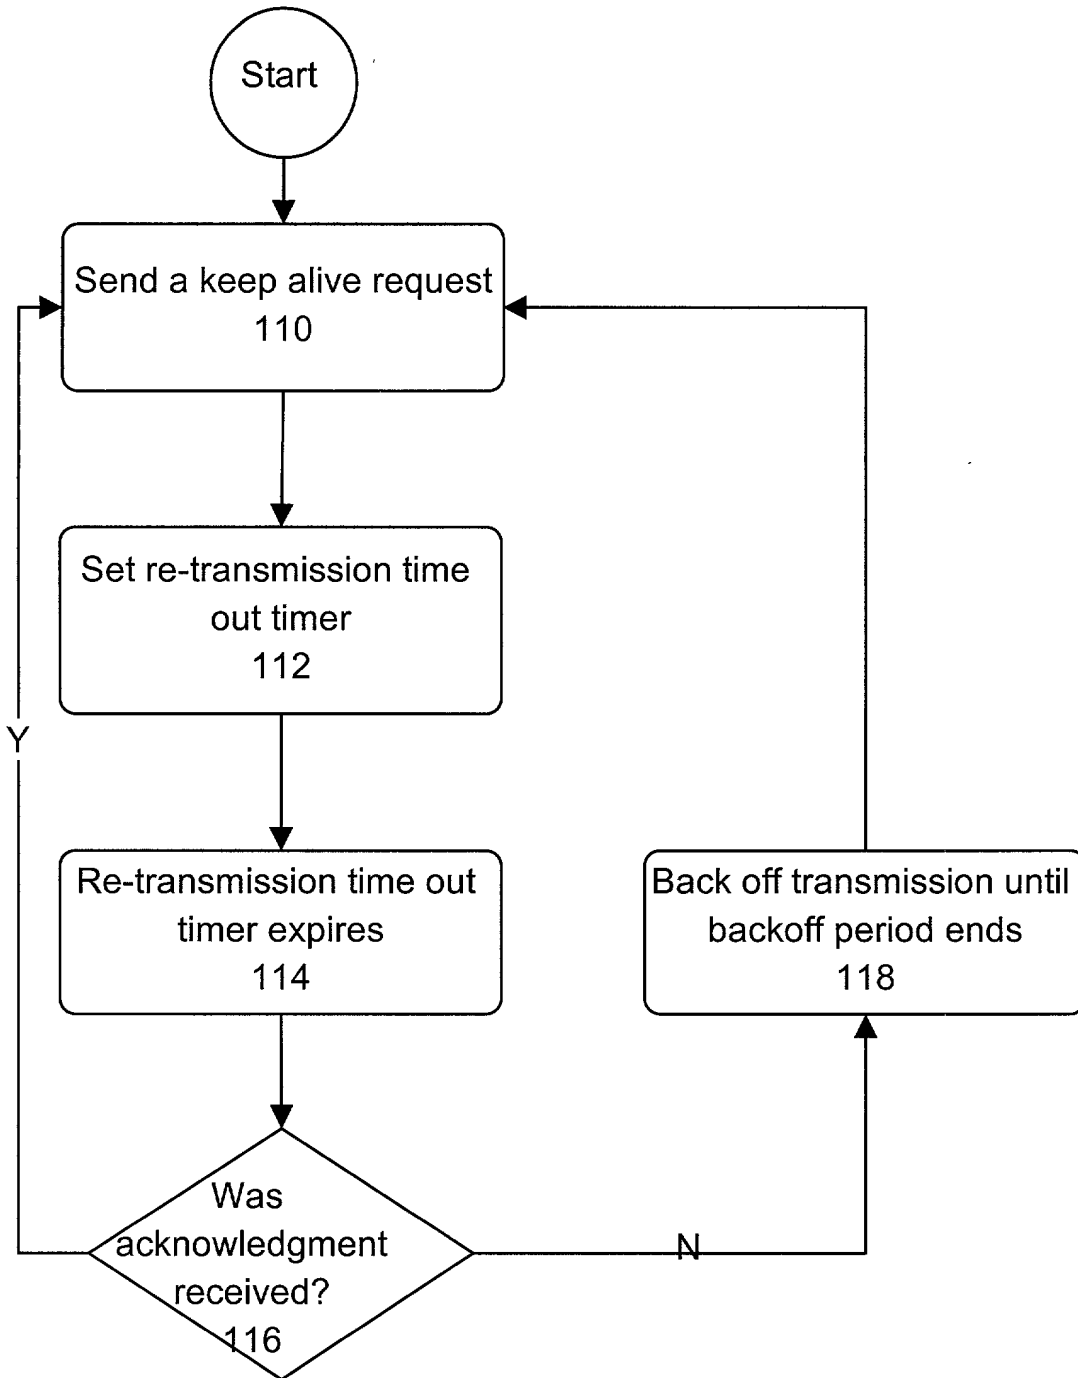 Start
Send a keep alive request
110
Set re-transmission time
out timer
112
Y
Re-transmission time out
timer expires
114
Back off transmission until
backoff period ends
118
Was
acknowledgment
received?
116
N